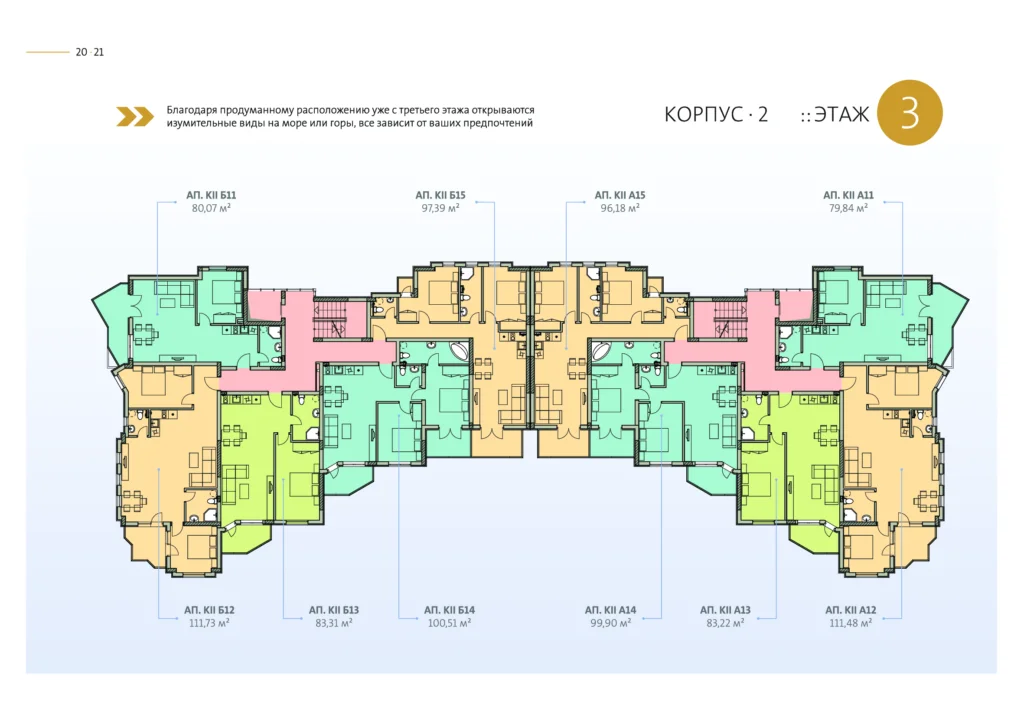 20 · 21
Благодаря продуманному расположению уже с третьего этажа открываются
изумительные виды на море или горы, все зависит от ваших предпочтений
КОРПУС · 2 :: ЭТАЖ 3
АП. КII Б11
80,07 м²
АП. КII Б15
97,39 м²
АП. КII А15
96,18 м²
АП. КII А11
79,84 м²
АП. КII Б12
111,73 м²
АП. КII Б13
83,31 м²
АП. КII Б14
100,51 м²
АП. КII А14
99,90 м²
АП. КII А13
83,22 м²
АП. КII А12
111,48 м²